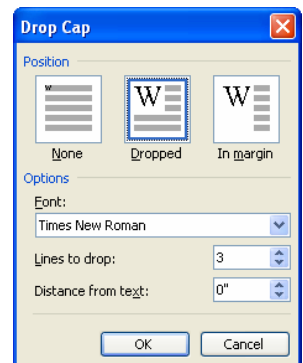 Drop Cap
Position
W W W
None Dropped In margin
Options
Font:
Times New Roman
Lines to drop: 3
Distance from text: 0"
OK Cancel